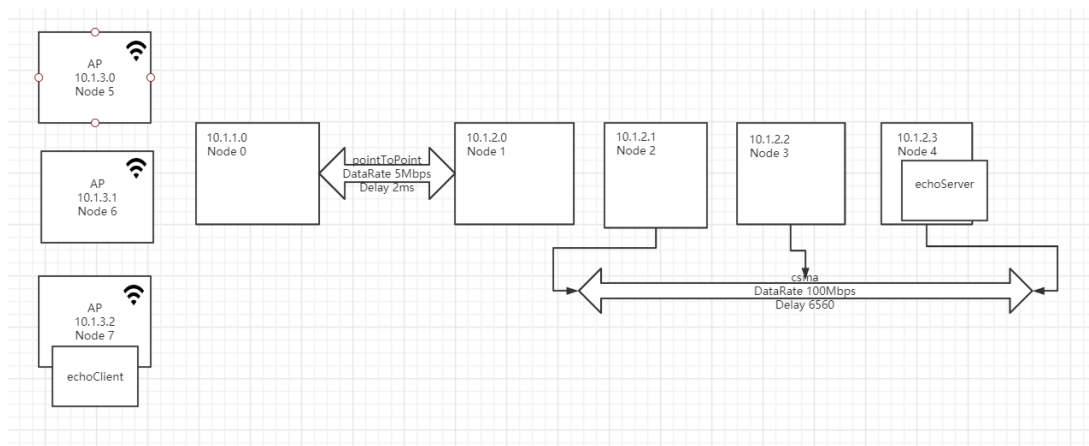 AP
10.1.3.0
Node 5
AP
10.1.3.1
Node 6
AP
10.1.3.2
Node 7
echoClient
10.1.1.0
Node 0
pointToPoint
DataRate 5Mbps
Delay 2ms
10.1.2.0
Node 1
10.1.2.1
Node 2
10.1.2.2
Node 3
10.1.2.3
Node 4
echoServer
csma
DataRate 100Mbps
Delay 6560